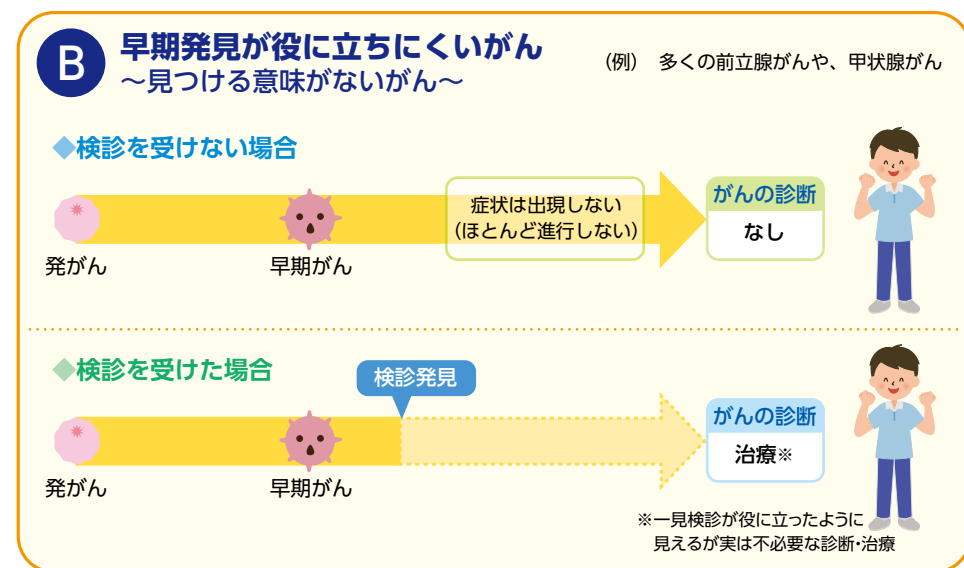 B
早期発見が役に立ちにくいがん
～見つける意味がないがん～
（例）　多くの前立腺がんや、甲状腺がん
◆検診を受けない場合
発がん
早期がん
症状は出現しない
（ほとんど進行しない）
がんの診断
なし
◆検診を受けた場合
検診発見
発がん
早期がん
がんの診断
治療※
※一見検診が役に立ったように
見えるが実は不必要な診断・治療